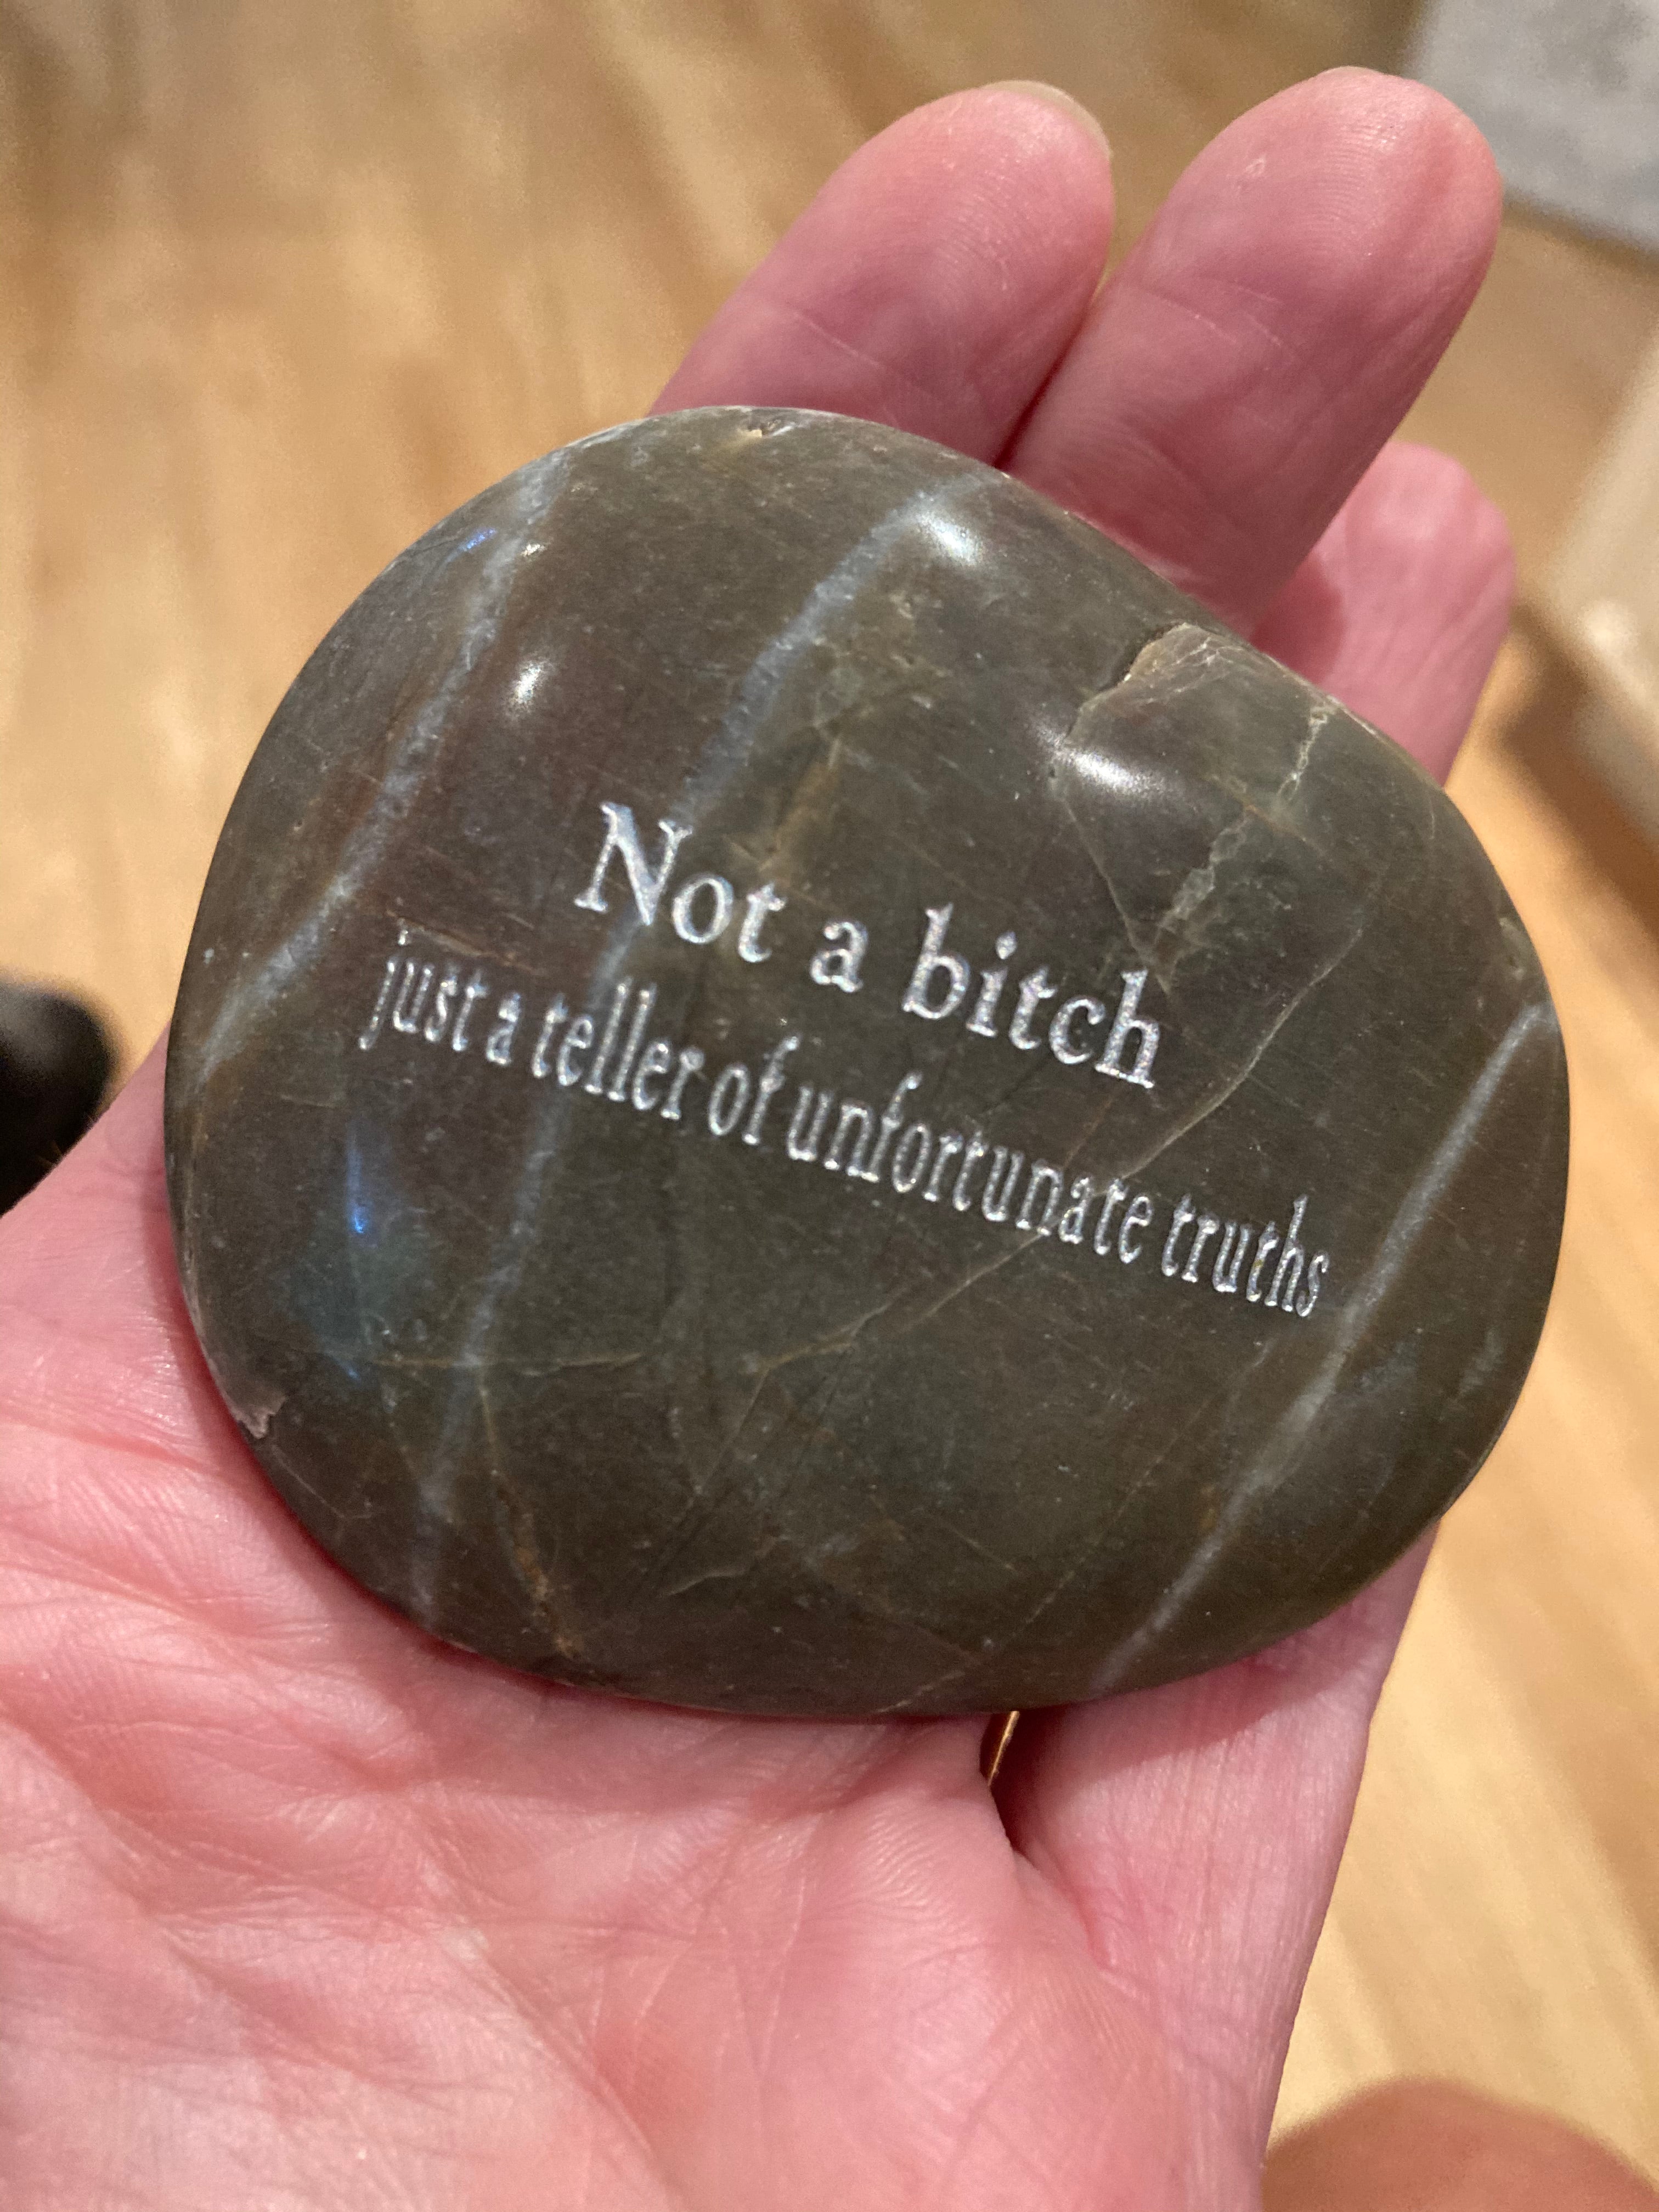 Not a bitch
just a teller of unfortunate truths